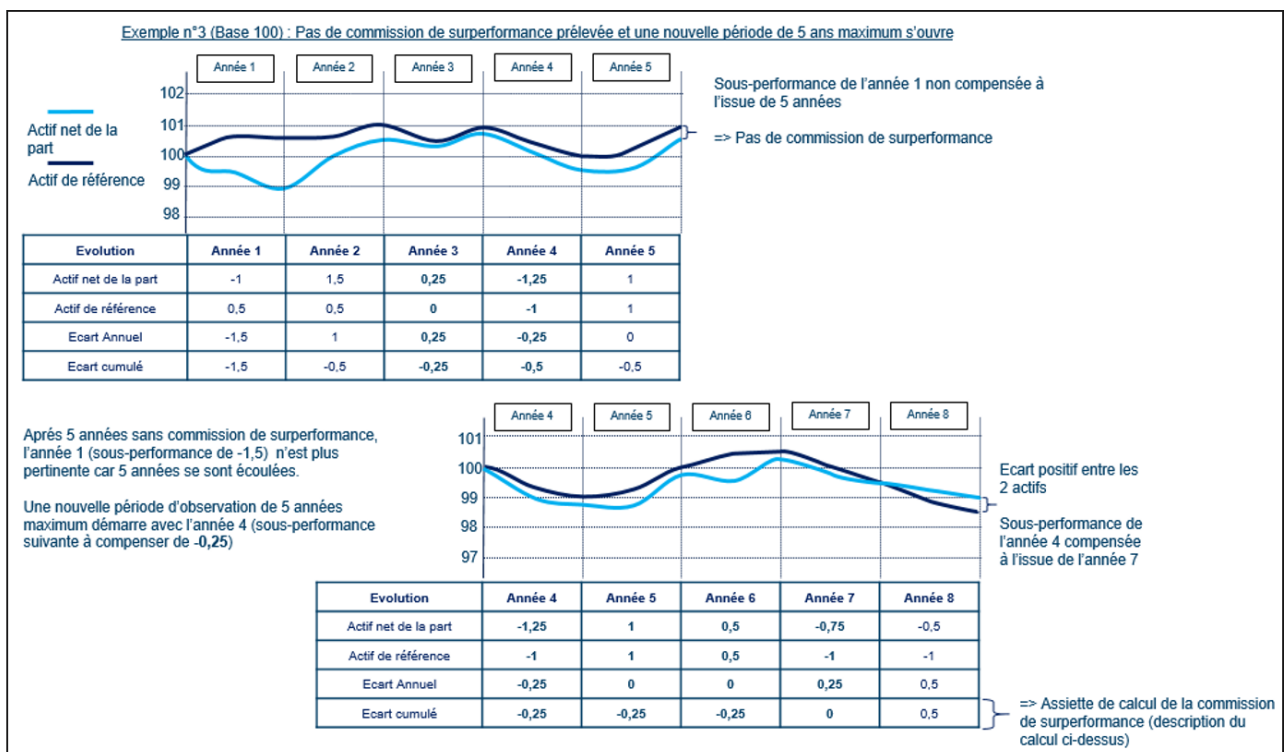 Exemple n°3 (Base 100) : Pas de commission de surperformance prélevée et une nouvelle période de 5 ans maximum s'ouvre
Année 1 Année 2 Année 3 Année 4 Année 5
102
101
100
99
98
Actif net de la
part
Actif de référence
Sous-performance de l'année 1 non compensée à
l'issue de 5 années
=> Pas de commission de surperformance
Evolution Année 1 Année 2 Année 3 Année 4 Année 5
Actif net de la part -1 1,5 0,25 -1,25 1
Actif de référence 0,5 0,5 0 -1 1
Ecart Annuel -1,5 1 0,25 -0,25 0
Ecart cumulé -1,5 -0,5 -0,25 -0,5 -0,5
Aprés 5 années sans commission de surperformance,
l'année 1 (sous-performance de -1,5) n'est plus
pertinente car 5 années se sont écoulées.
Une nouvelle période d'observation de 5 années
maximum démarre avec l'année 4 (sous-performance
suivante à compenser de -0,25)
Année 4 Année 5 Année 6 Année 7 Année 8
101
100
99
98
97
Ecart positif entre les
2 actifs
Sous-performance de
l'année 4 compensée
à l'issue de l'année 7
Evolution Année 4 Année 5 Année 6 Année 7 Année 8
Actif net de la part -1,25 1 0,5 -0,75 -0,5
Actif de référence -1 1 0,5 -1 -1
Ecart Annuel -0,25 0 0 0,25 0,5
Ecart cumulé -0,25 -0,25 -0,25 0 0,5
=> Assiette de calcul de la commission
de surperformance (description du
calcul ci-dessus)